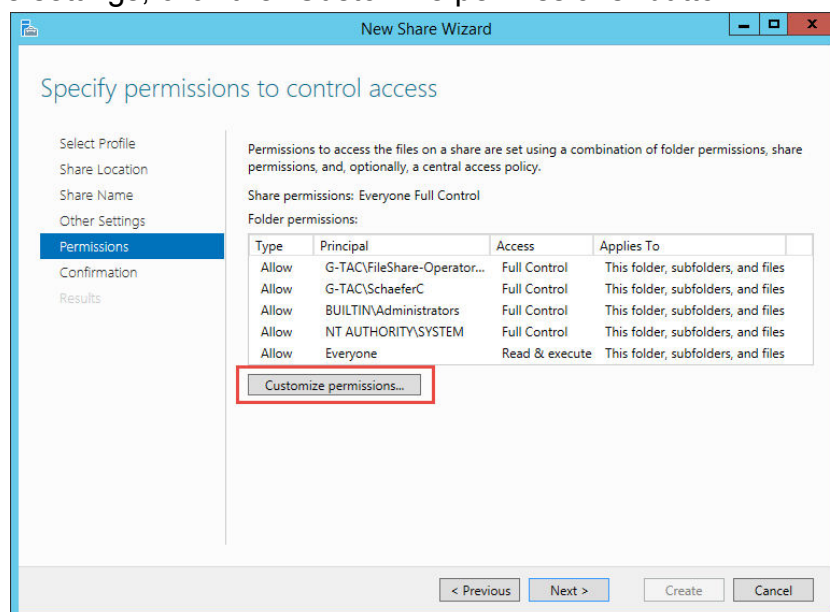 New Share Wizard
Specify permissions to control access
Select Profile
Share Location
Share Name
Other Settings
Permissions
Confirmation
Results
Permissions to access the files on a share are set using a combination of folder permissions, share
permissions, and, optionally, a central access policy.
Share permissions: Everyone Full Control
Folder permissions:
Type Principal Access Applies To
Allow G-TAC\FileShare-Operator... Full Control This folder, subfolders, and files
Allow G-TAC\SchaeferC Full Control This folder, subfolders, and files
Allow BUILTIN\Administrators Full Control This folder, subfolders, and files
Allow NT AUTHORITY\SYSTEM Full Control This folder, subfolders, and files
Allow Everyone Read & execute This folder, subfolders, and files
Customize permissions...
< Previous Next > Create Cancel